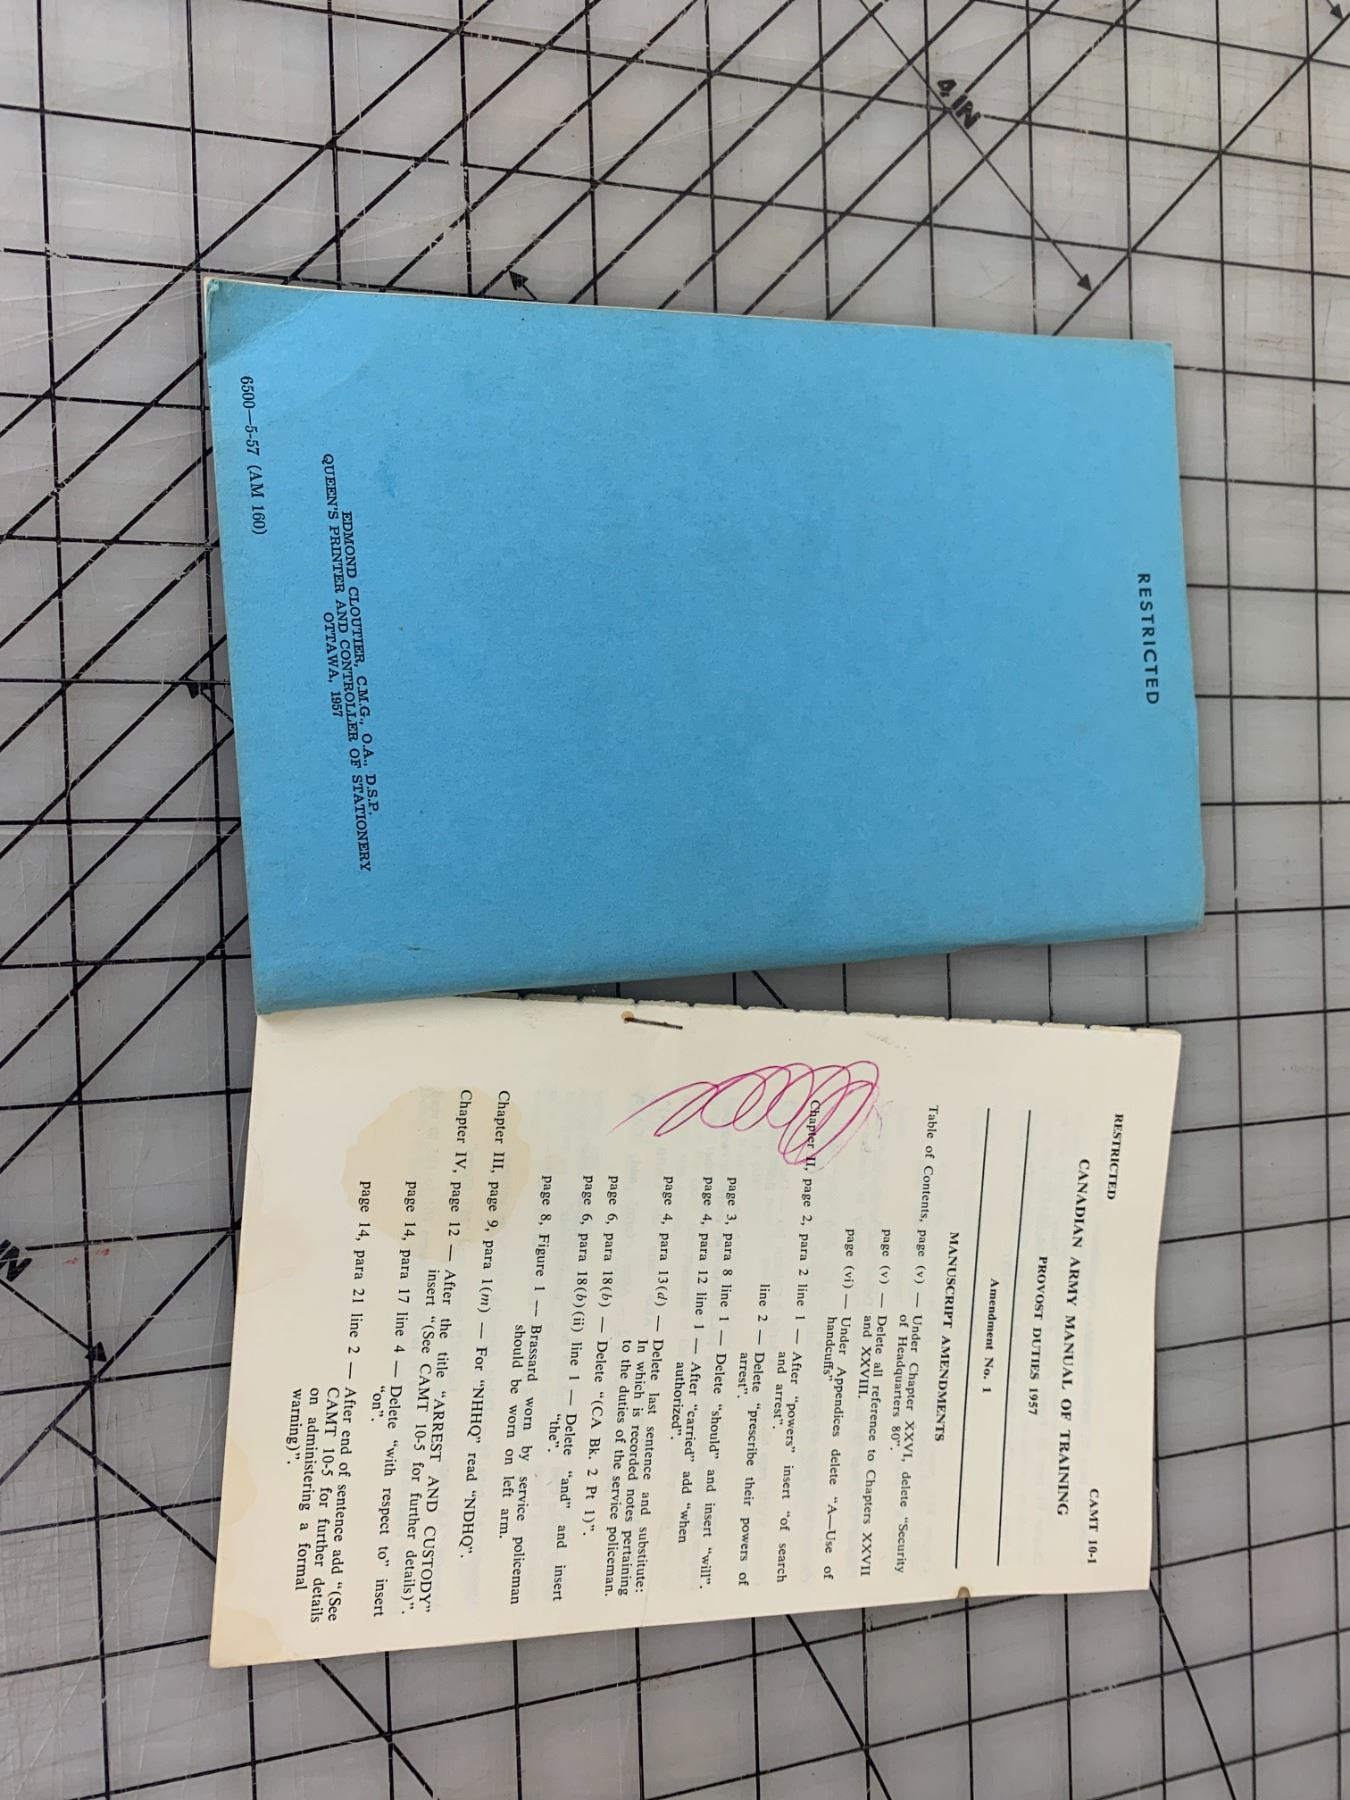 RESTRICTED
EDMOND CLOUTIER, C.M.G., O.A., D.S.P.
QUEEN'S PRINTER AND CONTROLLER OF STATIONERY
OTTAWA, 1957
6500—5-57 (AM 160)
RESTRICTED
CAMT 10-1
CANADIAN ARMY MANUAL OF TRAINING
PROVOST DUTIES 1957
Amendment No. 1
MANUSCRIPT AMENDMENTS
Table of Contents, page (v) — Under Chapter XXVI, delete "Security
of Headquarters 80".
page (v) — Delete all reference to Chapters XXVII
and XXVIII.
page (vi) — Under Appendices delete "A—Use of
handcuffs"
Chapter II, page 2, para 2 line 1 — After "powers" insert "of search
and arrest".
line 2 — Delete "prescribe their powers of
arrest".
page 3, para 8 line 1 — Delete "should" and insert "will".
page 4, para 12 line 1 — After "carried" add "when
authorized".
page 4, para 13(d) — Delete last sentence and substitute:
In which is recorded notes pertaining
to the duties of the service policeman.
page 6, para 18(b) — Delete "(CA Bk. 2 Pt 1)".
page 6, para 18(b)(ii) line 1 — Delete "and" and insert
"the".
page 8, Figure 1 — Brassard worn by service policeman
should be worn on left arm.
Chapter III, page 9, para 1(m) — For "NHHQ" read "NDHQ".
Chapter IV, page 12 — After the title "ARREST AND CUSTODY"
insert "(See CAMT 10-5 for further details)".
page 14, para 17 line 4 — Delete "with respect to" insert
"on".
page 14, para 21 line 2 — After end of sentence add "(See
CAMT 10-5 for further details
on administering a formal
warning)".
4 IN
IN